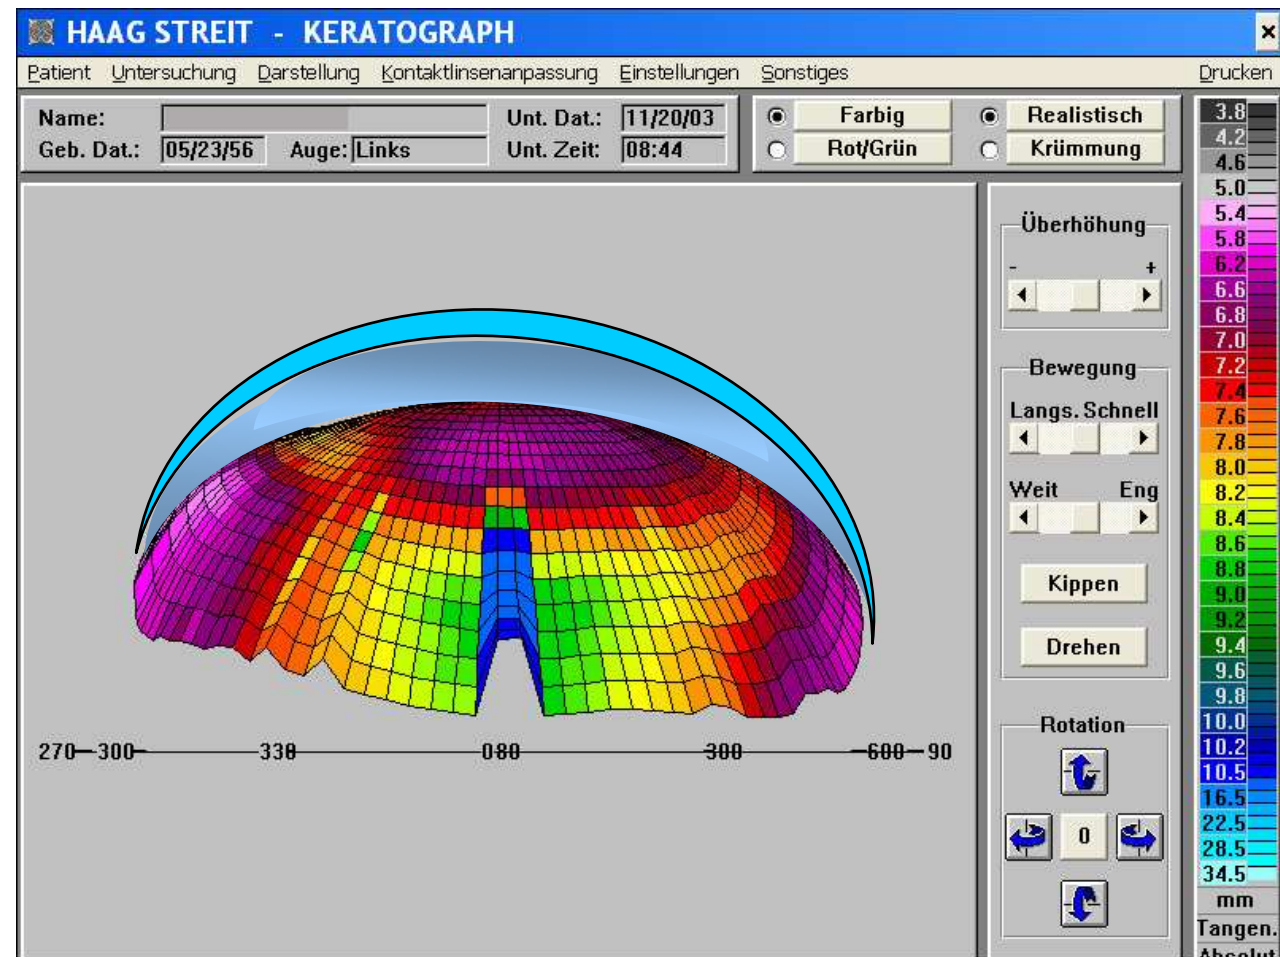 HAAG STREIT - KERATOGRAPH
Patient Untersuchung Darstellung Kontaktlinsenanpassung Einstellungen Sonstiges Drucken
Name: Unt. Dat.: 11/20/03
Geb. Dat.: 05/23/56 Auge: Links Unt. Zeit: 08:44
Farbig Realistisch
Rot/Grün Krümmung
Überhöhung
- +
Bewegung
Langs. Schnell
Weit Eng
Kippen
Drehen
Rotation
0
270 300 330 080 300 600 90
3.8
4.2
4.6
5.0
5.4
5.8
6.2
6.6
6.8
7.0
7.2
7.4
7.6
7.8
8.0
8.2
8.4
8.6
8.8
9.0
9.2
9.4
9.6
9.8
10.0
10.2
10.5
16.5
22.5
28.5
34.5
mm
Tangen.
Absolut